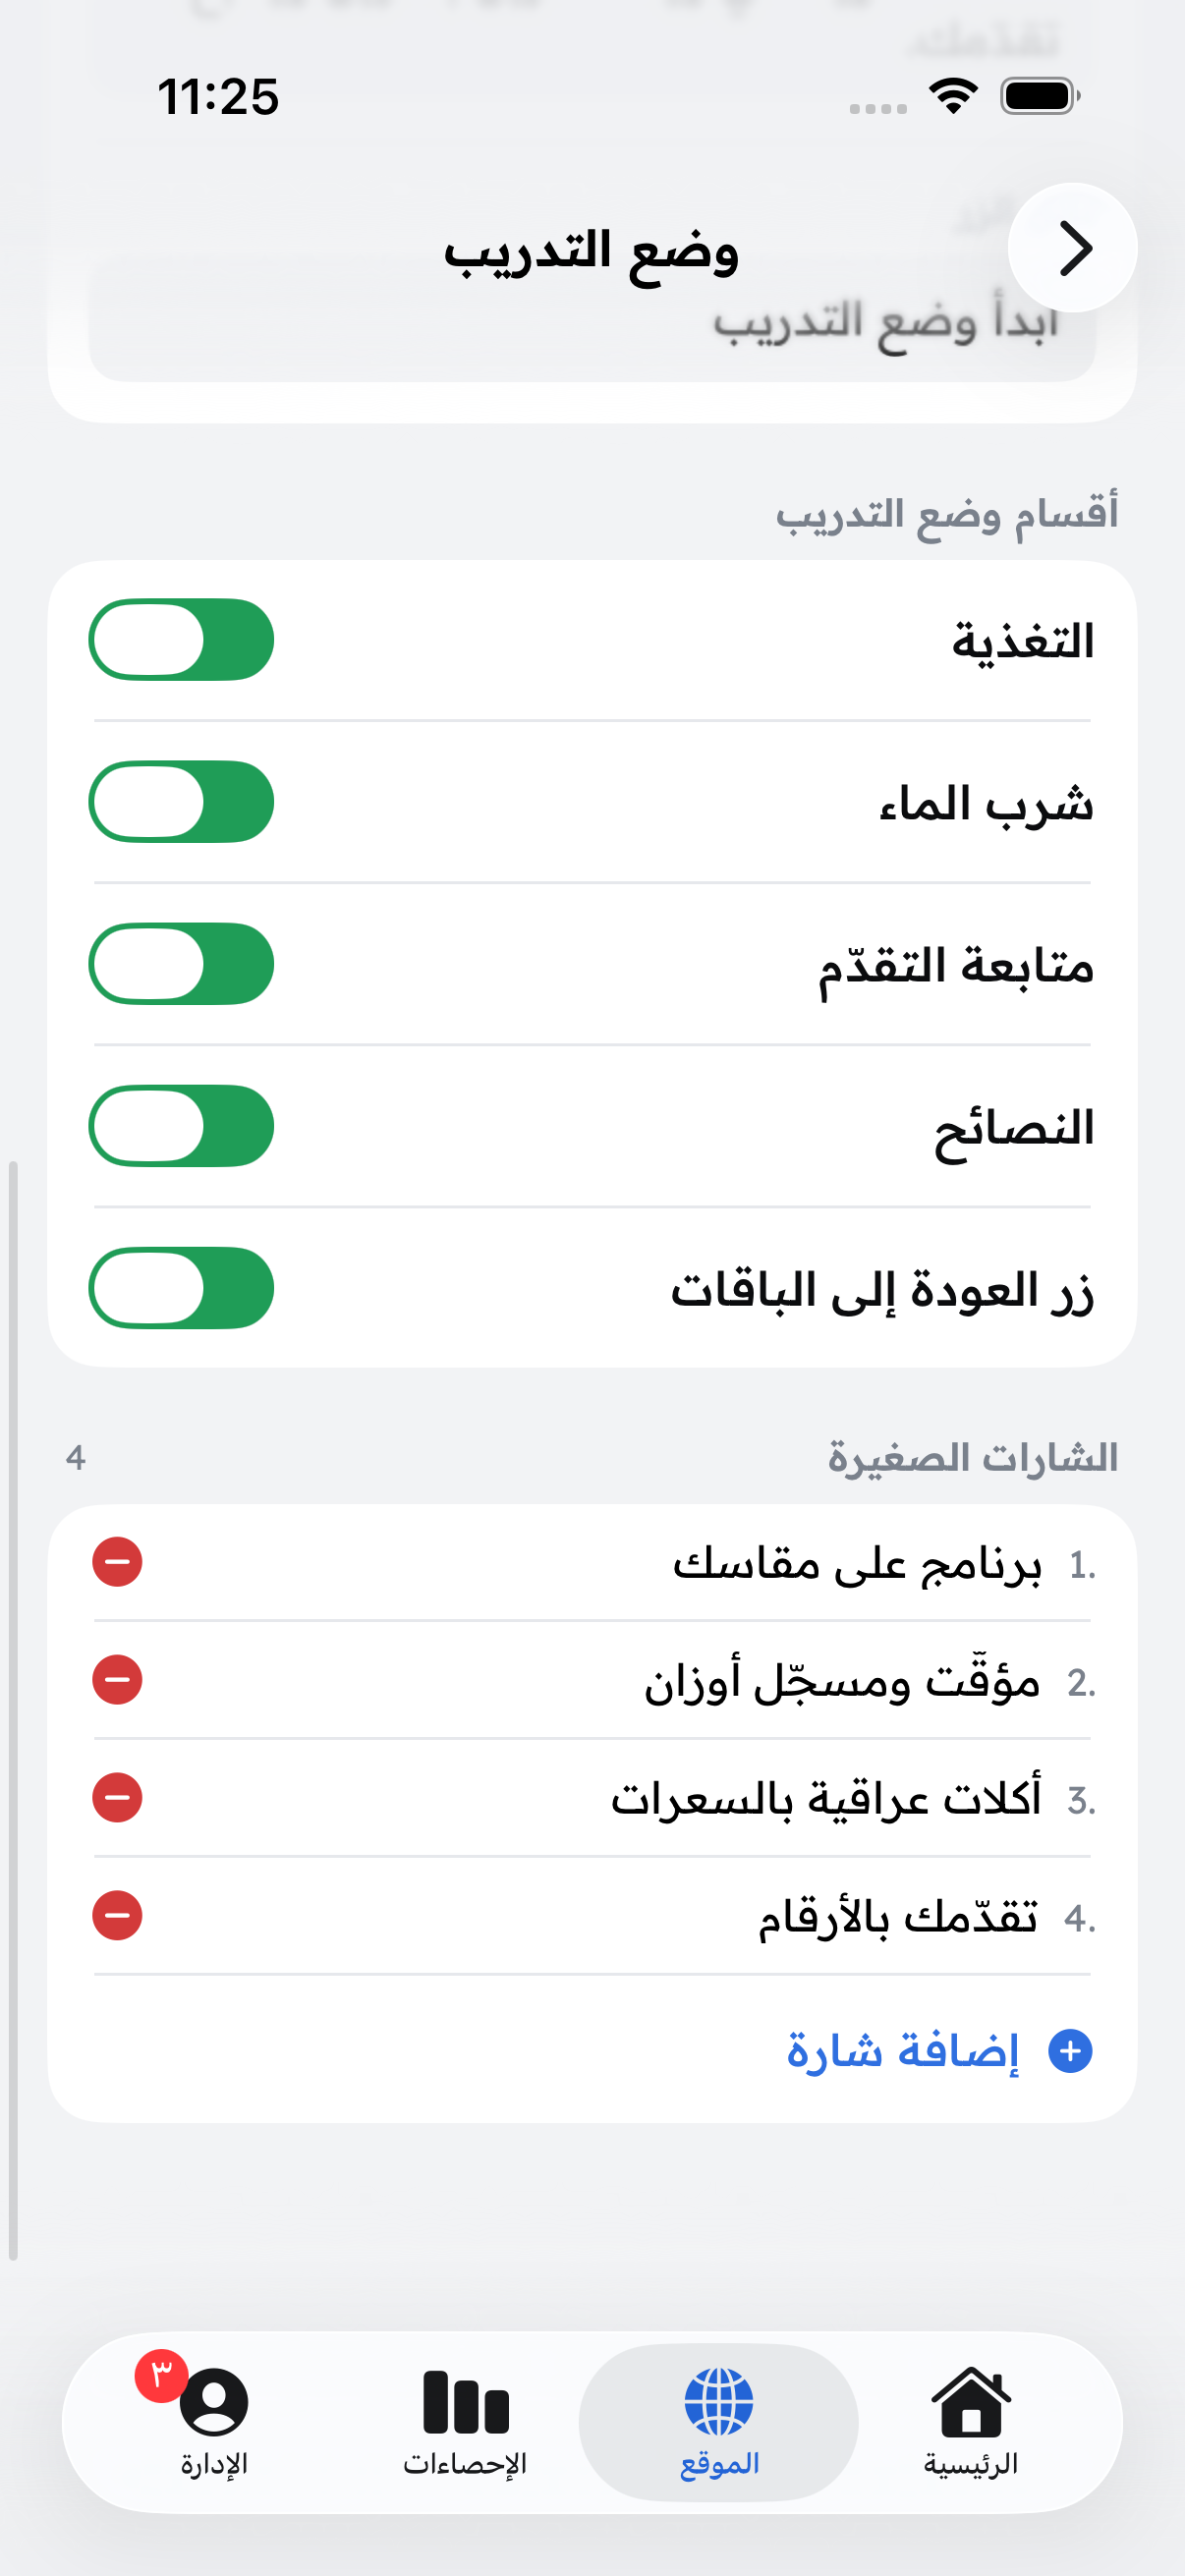 تقدّمك.
11:25
وضع التدريب
ابدأ وضع التدريب
أقسام وضع التدريب
التغذية
شرب الماء
متابعة التقدّم
النصائح
زر العودة إلى الباقات
الشارات الصغيرة 4
1. برنامج على مقاسك
2. مؤقّت ومسجّل أوزان
3. أكلات عراقية بالسعرات
4. تقدّمك بالأرقام
إضافة شارة
الرئيسية
الموقع
الإحصاءات
الإدارة ٣